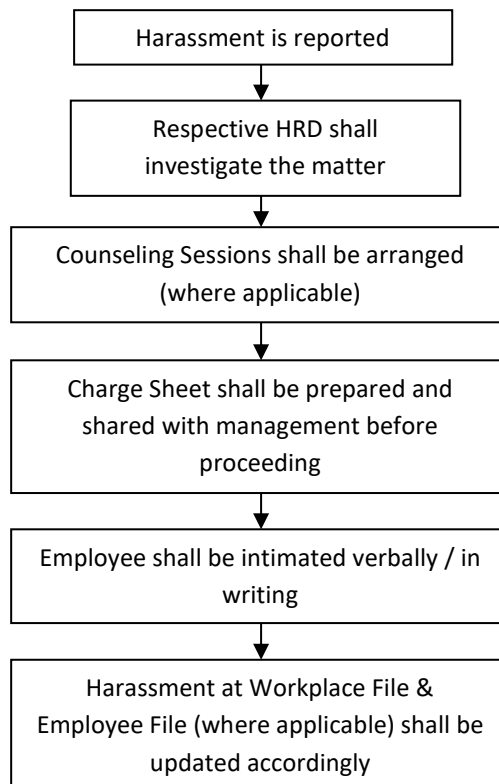 Harassment is reported
Respective HRD shall
investigate the matter
Counseling Sessions shall be arranged
(where applicable)
Charge Sheet shall be prepared and
shared with management before
proceeding
Employee shall be intimated verbally / in
writing
Harassment at Workplace File &
Employee File (where applicable) shall be
updated accordingly